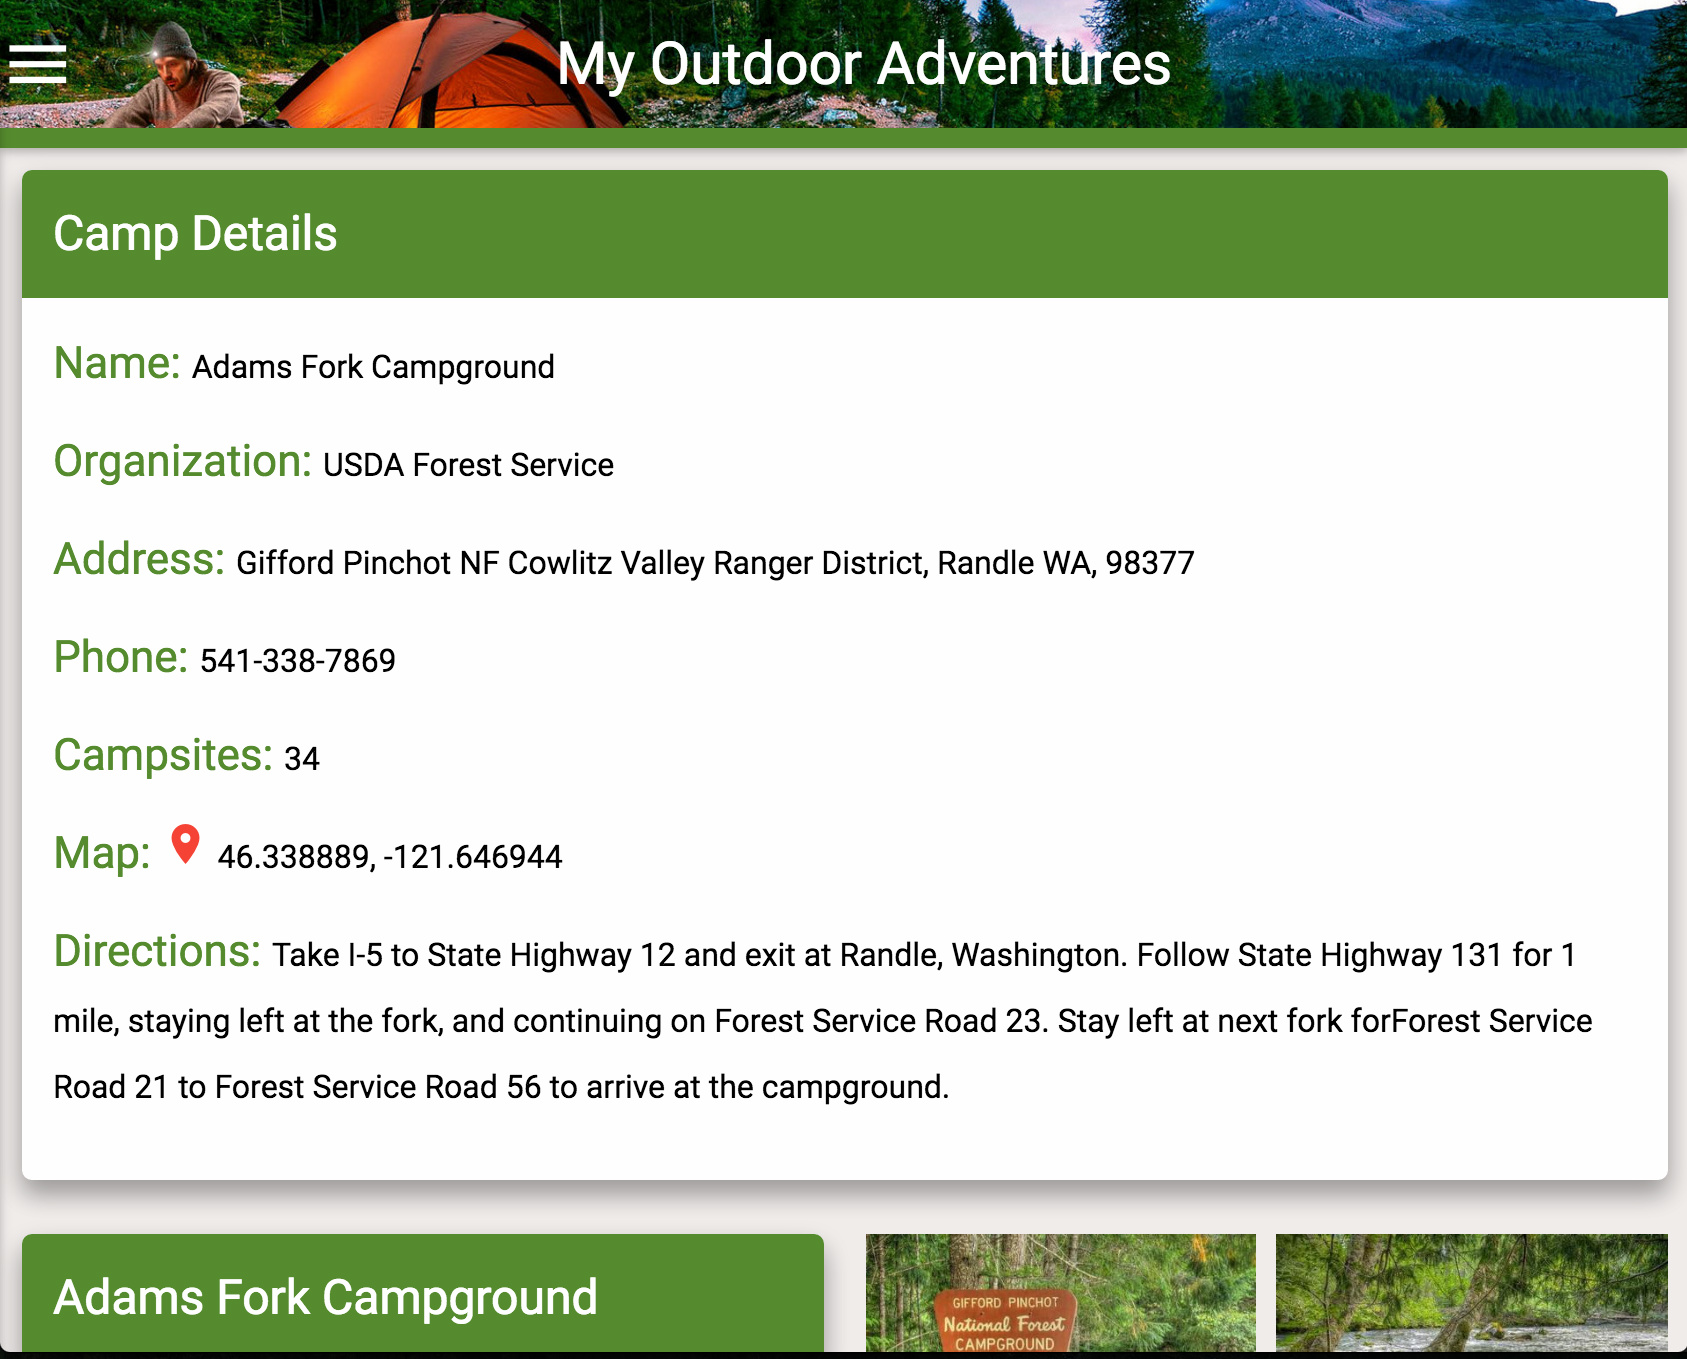 My Outdoor Adventures
Camp Details
Name: Adams Fork Campground
Organization: USDA Forest Service
Address: Gifford Pinchot NF Cowlitz Valley Ranger District, Randle WA, 98377
Phone: 541-338-7869
Campsites: 34
Map: 46.338889, -121.646944
Directions: Take I-5 to State Highway 12 and exit at Randle, Washington. Follow State Highway 131 for 1
mile, staying left at the fork, and continuing on Forest Service Road 23. Stay left at next fork forForest Service
Road 21 to Forest Service Road 56 to arrive at the campground.
Adams Fork Campground
GIFFORD PINCHOT
National Forest
CAMPGROUND